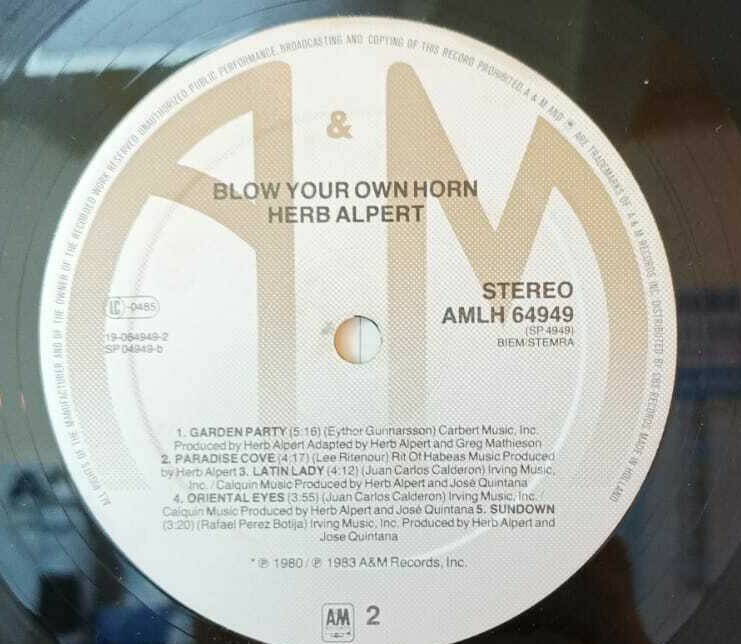 ALL RIGHTS OF THE MANUFACTURER AND OF THE OWNER OF THE RECORDED WORK RESERVED-UNAUTHORIZED PUBLIC PERFORMANCE, BROADCASTING AND COPYING OF THIS RECORD PROHIBITED. A & M AND ARE TRADEMARKS OF A & M RECORDS INC. DISTRIBUTED BY CBS RECORDS. MADE IN HOLLAND
A & M
BLOW YOUR OWN HORN
HERB ALPERT
STEREO
AMLH 64949
(SP 4949)
BIEM/STEMRA
LC -0485
19-064949-2
SP 04949-b
1. GARDEN PARTY (5:16) (Eythor Gunnarsson) Carbert Music, Inc.
Produced by Herb Alpert Adapted by Herb Alpert and Greg Mathieson
2. PARADISE COVE (4:17) (Lee Ritenour) Rit Of Habeas Music Produced
by Herb Alpert 3. LATIN LADY (4:12) (Juan Carlos Calderon) Irving Music,
Inc. / Calquin Music Produced by Herb Alpert and José Quintana
4. ORIENTAL EYES (3:55) (Juan Carlos Calderon) Irving Music, Inc. /
Calquin Music Produced by Herb Alpert and José Quintana 5. SUNDOWN
(3:20) (Rafael Perez Botija) Irving Music, Inc. Produced by Herb Alpert and
Jose Quintana
* ℗ 1980 / ℗ 1983 A&M Records, Inc.
AM 2